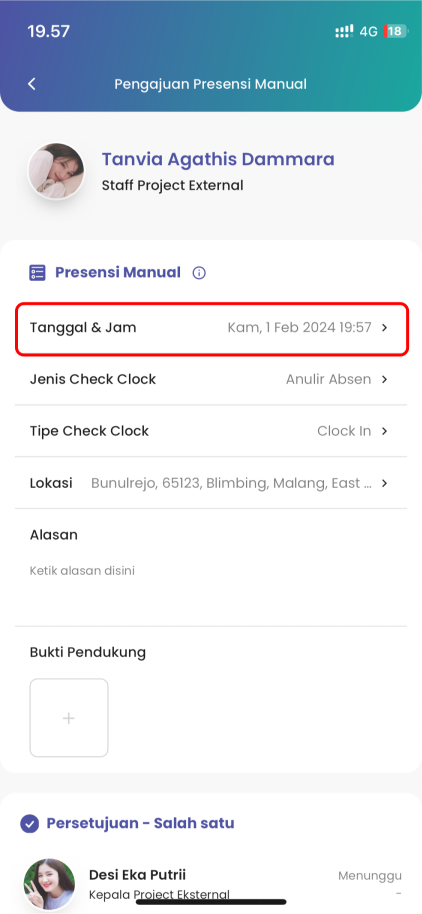 19.57
4G 18
Pengajuan Presensi Manual
Tanvia Agathis Dammara
Staff Project External
Presensi Manual
Tanggal & Jam Kam, 1 Feb 2024 19:57
Jenis Check Clock Anulir Absen
Tipe Check Clock Clock In
Lokasi Bunulrejo, 65123, Blimbing, Malang, East ...
Alasan
Ketik alasan disini
Bukti Pendukung
+
Persetujuan - Salah satu
Desi Eka Putrii Menunggu
Kepala Project Eksternal -